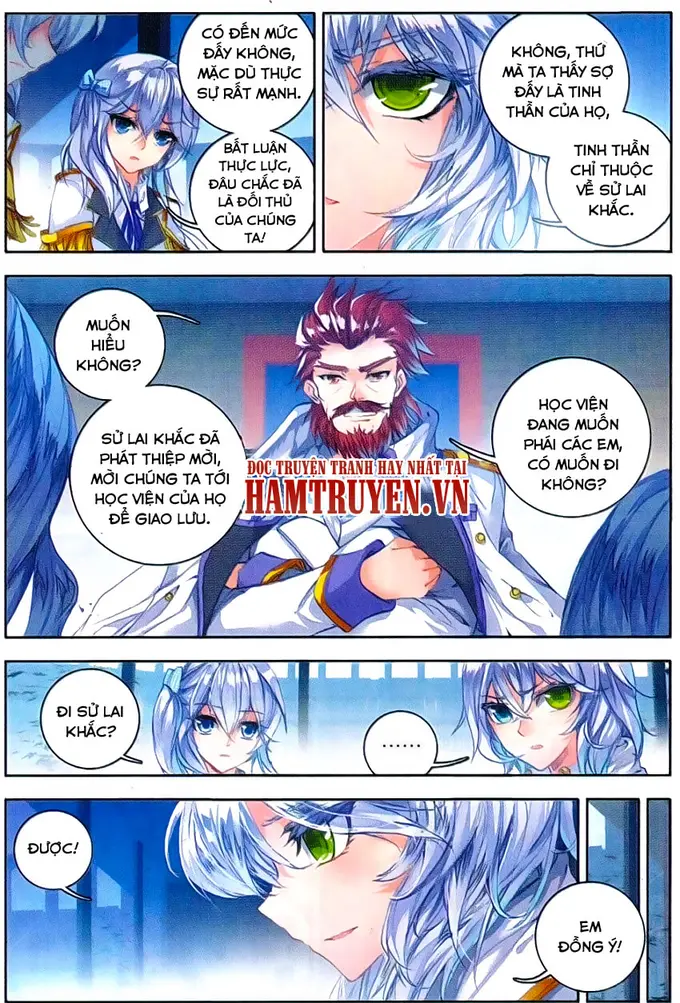 CÓ ĐẾN MỨC
ĐẤY KHÔNG,
MẶC DÙ THỰC
SỰ RẤT MẠNH.
BẤT LUẬN
THỰC LỰC,
ĐÂU CHẮC ĐÃ
LÀ ĐỐI THỦ
CỦA CHÚNG
TA!
KHÔNG, THỨ
MÀ TA THẤY SỢ
ĐẤY LÀ TINH
THẦN CỦA HỌ,
TINH THẦN
CHỈ THUỘC
VỀ SỬ LAI
KHẮC.
MUỐN
HIỂU
KHÔNG?
SỬ LAI KHẮC ĐÃ
PHÁT THIỆP MỜI,
MỜI CHÚNG TA TỚI
HỌC VIỆN CỦA HỌ
ĐỂ GIAO LƯU.
ĐỌC TRUYỆN TRANH HAY NHẤT TẠI
HAMTRUYEN.VN
HỌC VIỆN
ĐANG MUỐN
PHÁI CÁC EM,
CÓ MUỐN ĐI
KHÔNG?
ĐI SỬ LAI
KHẮC?
......
ĐƯỢC!
EM
ĐỒNG Ý!